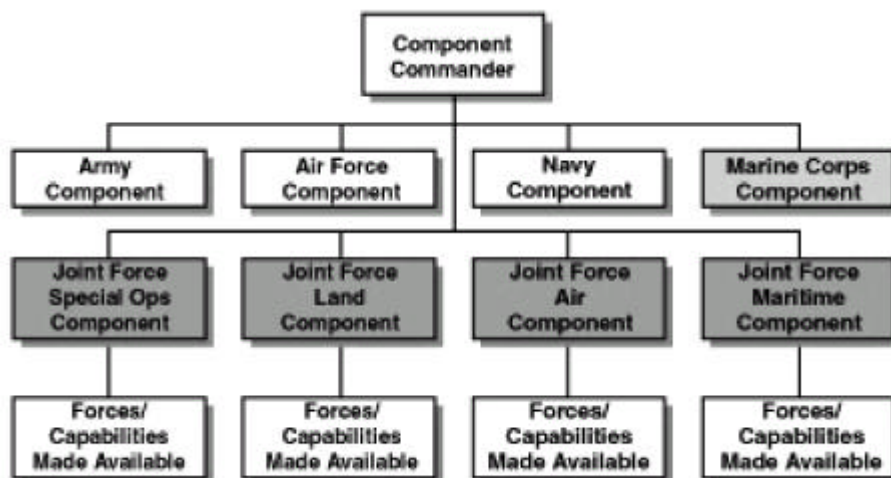 Component
Commander
Army
Component
Air Force
Component
Navy
Component
Marine Corps
Component
Joint Force
Special Ops
Component
Joint Force
Land
Component
Joint Force
Air
Component
Joint Force
Maritime
Component
Forces/
Capabilities
Made Available
Forces/
Capabilities
Made Available
Forces/
Capabilities
Made Available
Forces/
Capabilities
Made Available